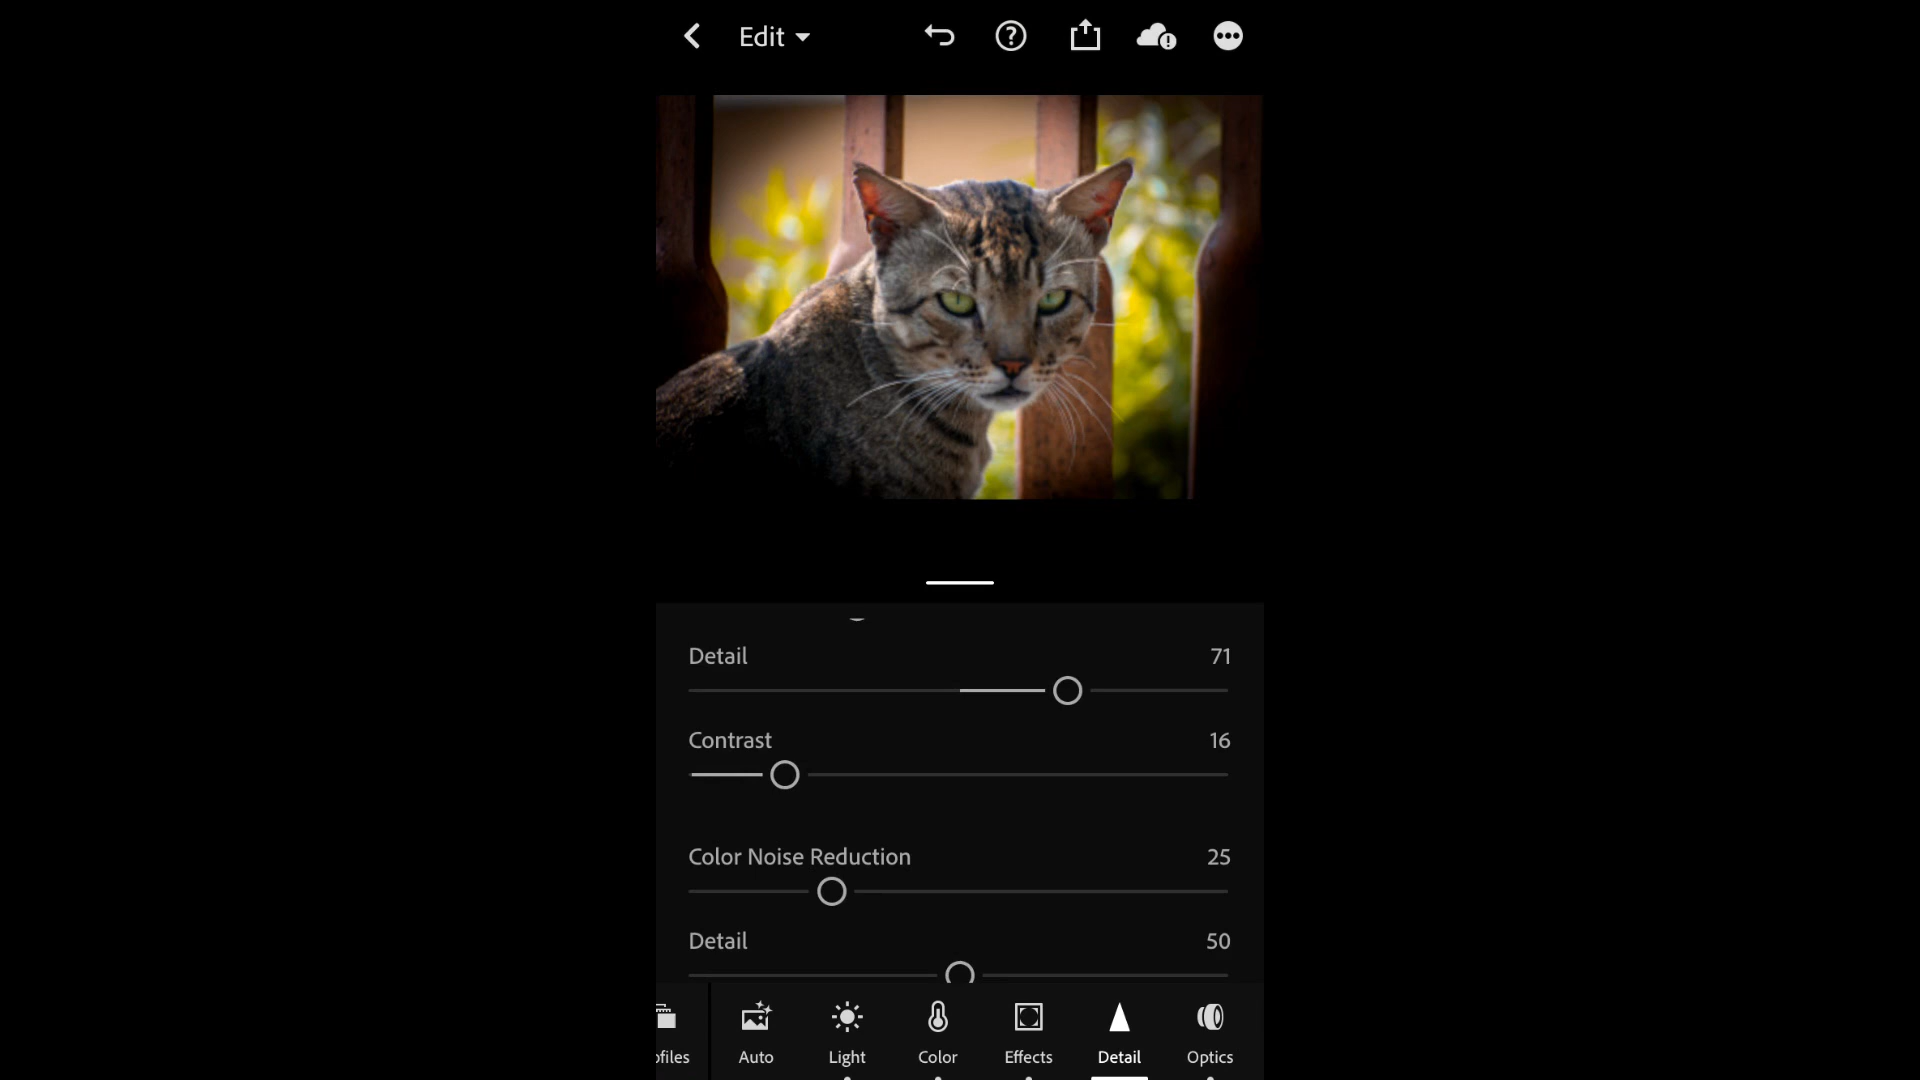 Edit
Detail 71
Contrast 16
Color Noise Reduction 25
Detail 50
ofiles Auto Light Color Effects Detail Optics